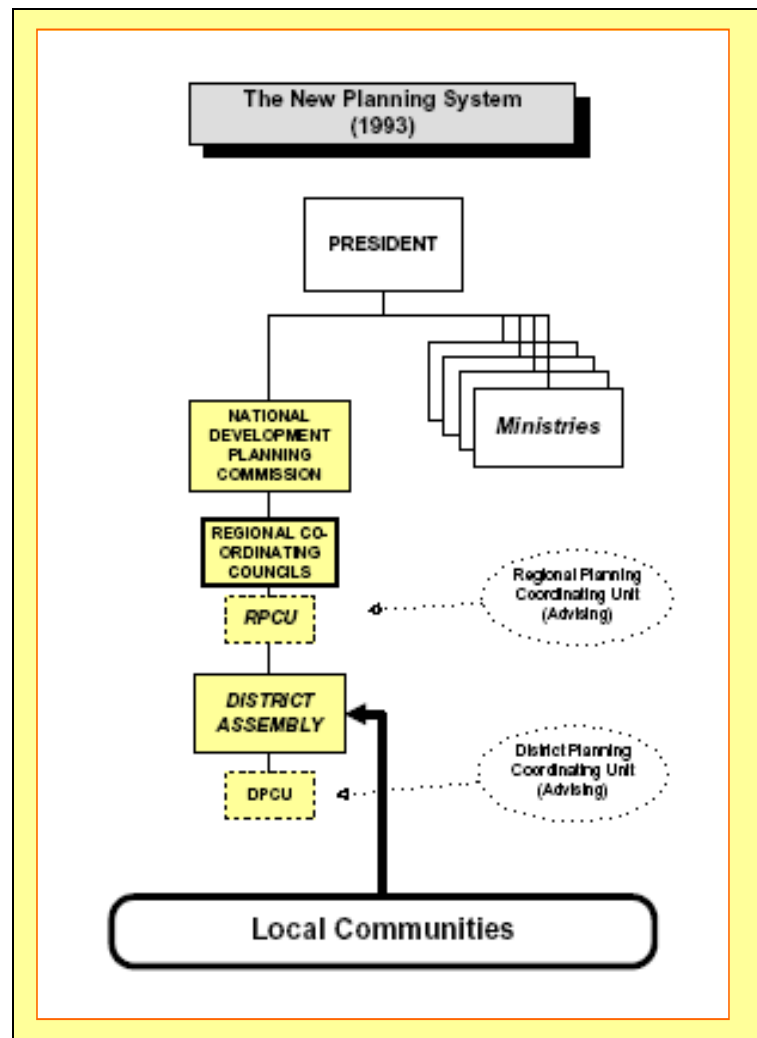 The New Planning System
(1993)
PRESIDENT
NATIONAL
DEVELOPMENT
PLANNING
COMMISSION
Ministries
REGIONAL CO-
ORDINATING
COUNCILS
RPCU
Regional Planning
Coordinating Unit
(Advising)
DISTRICT
ASSEMBLY
DPCU
District Planning
Coordinating Unit
(Advising)
Local Communities